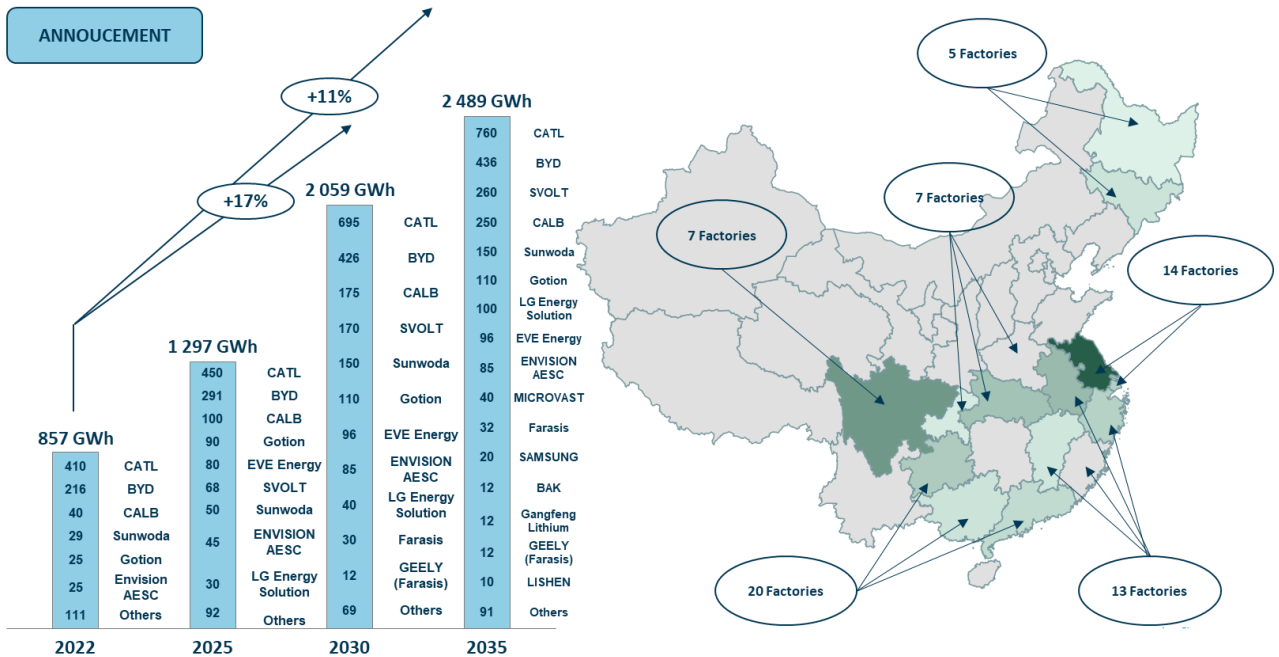 ANNOUCEMENT
+11%
+17%
857 GWh
410 CATL
216 BYD
40 CALB
29 Sunwoda
25 Gotion
25 Envision
AESC
111 Others
2022
1 297 GWh
450 CATL
291 BYD
100 CALB
90 Gotion
80 EVE Energy
68 SVOLT
50 Sunwoda
45 ENVISION
AESC
30 LG Energy
Solution
92 Others
2025
2 059 GWh
695 CATL
426 BYD
175 CALB
170 SVOLT
150 Sunwoda
110 Gotion
96 EVE Energy
85 ENVISION
AESC
40 LG Energy
Solution
30 Farasis
12 GEELY
(Farasis)
69 Others
2030
2 489 GWh
760 CATL
436 BYD
260 SVOLT
250 CALB
150 Sunwoda
110 Gotion
100 LG Energy
Solution
96 EVE Energy
85 ENVISION
AESC
40 MICROVAST
32 Farasis
20 SAMSUNG
12 BAK
12 Gangfeng
Lithium
12 GEELY
(Farasis)
10 LISHEN
91 Others
2035
5 Factories
7 Factories
7 Factories
14 Factories
20 Factories
13 Factories